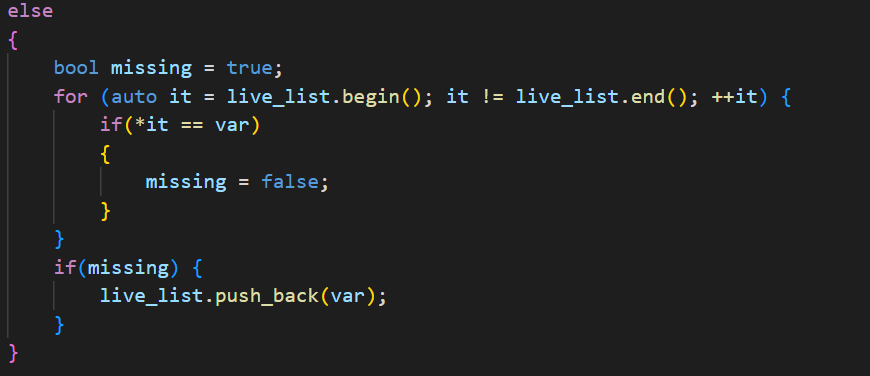 else
{
    bool missing = true;
    for (auto it = live_list.begin(); it != live_list.end(); ++it) {
        if(*it == var)
        {
            missing = false;
        }
    }
    if(missing) {
        live_list.push_back(var);
    }
}